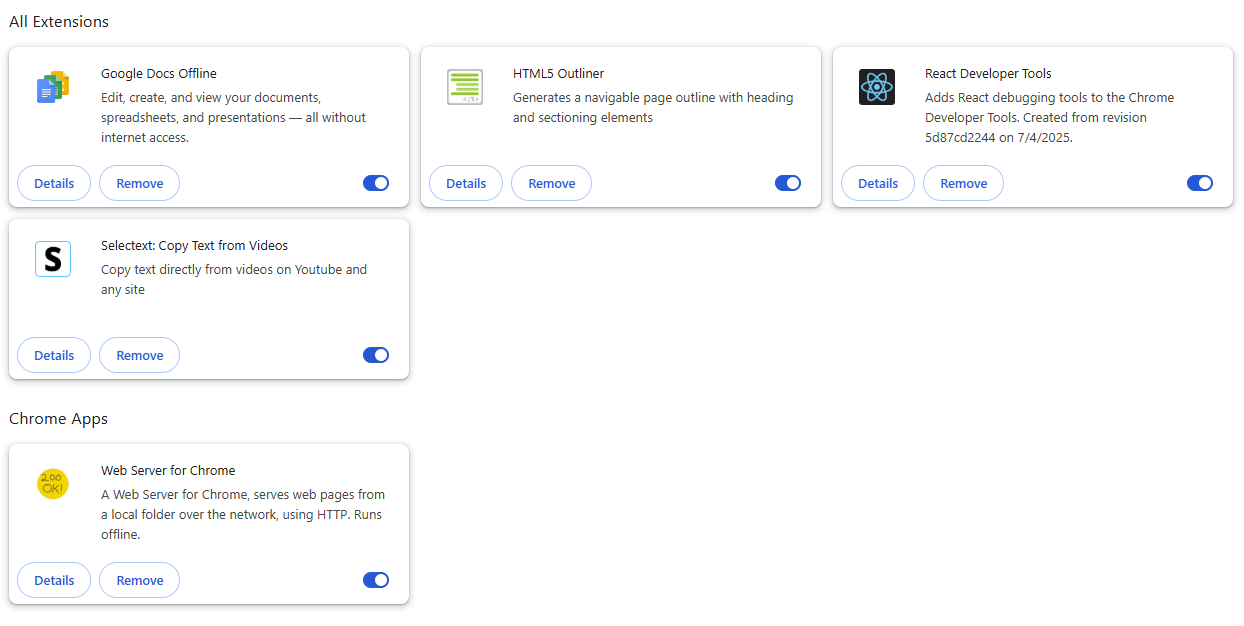 All Extensions
Google Docs Offline
Edit, create, and view your documents,
spreadsheets, and presentations — all without
internet access.
Details
Remove
HTML5 Outliner
Generates a navigable page outline with heading
and sectioning elements
</5>
Details
Remove
React Developer Tools
Adds React debugging tools to the Chrome
Developer Tools. Created from revision
5d87cd2244 on 7/4/2025.
Details
Remove
S
Selectext: Copy Text from Videos
Copy text directly from videos on Youtube and
any site
Details
Remove
Chrome Apps
200
OK!
Web Server for Chrome
A Web Server for Chrome, serves web pages from
a local folder over the network, using HTTP. Runs
offline.
Details
Remove